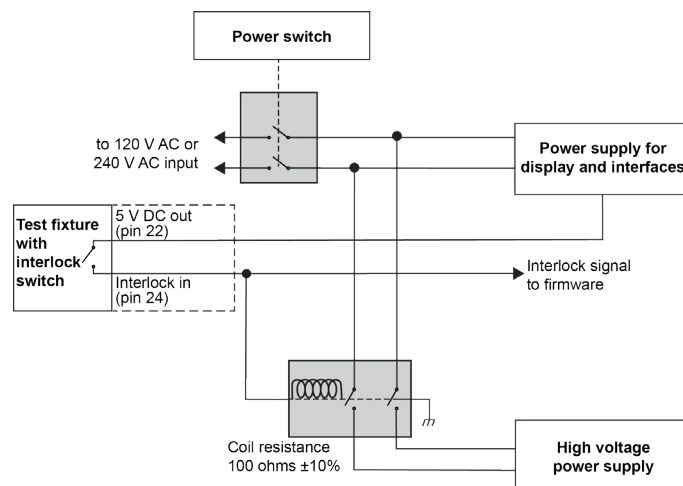 Power switch
to 120 V AC or
240 V AC input
Power supply for
display and interfaces
Test fixture
with
interlock
switch
5 V DC out
(pin 22)
Interlock in
(pin 24)
Interlock signal
to firmware
Coil resistance
100 ohms ±10%
High voltage
power supply